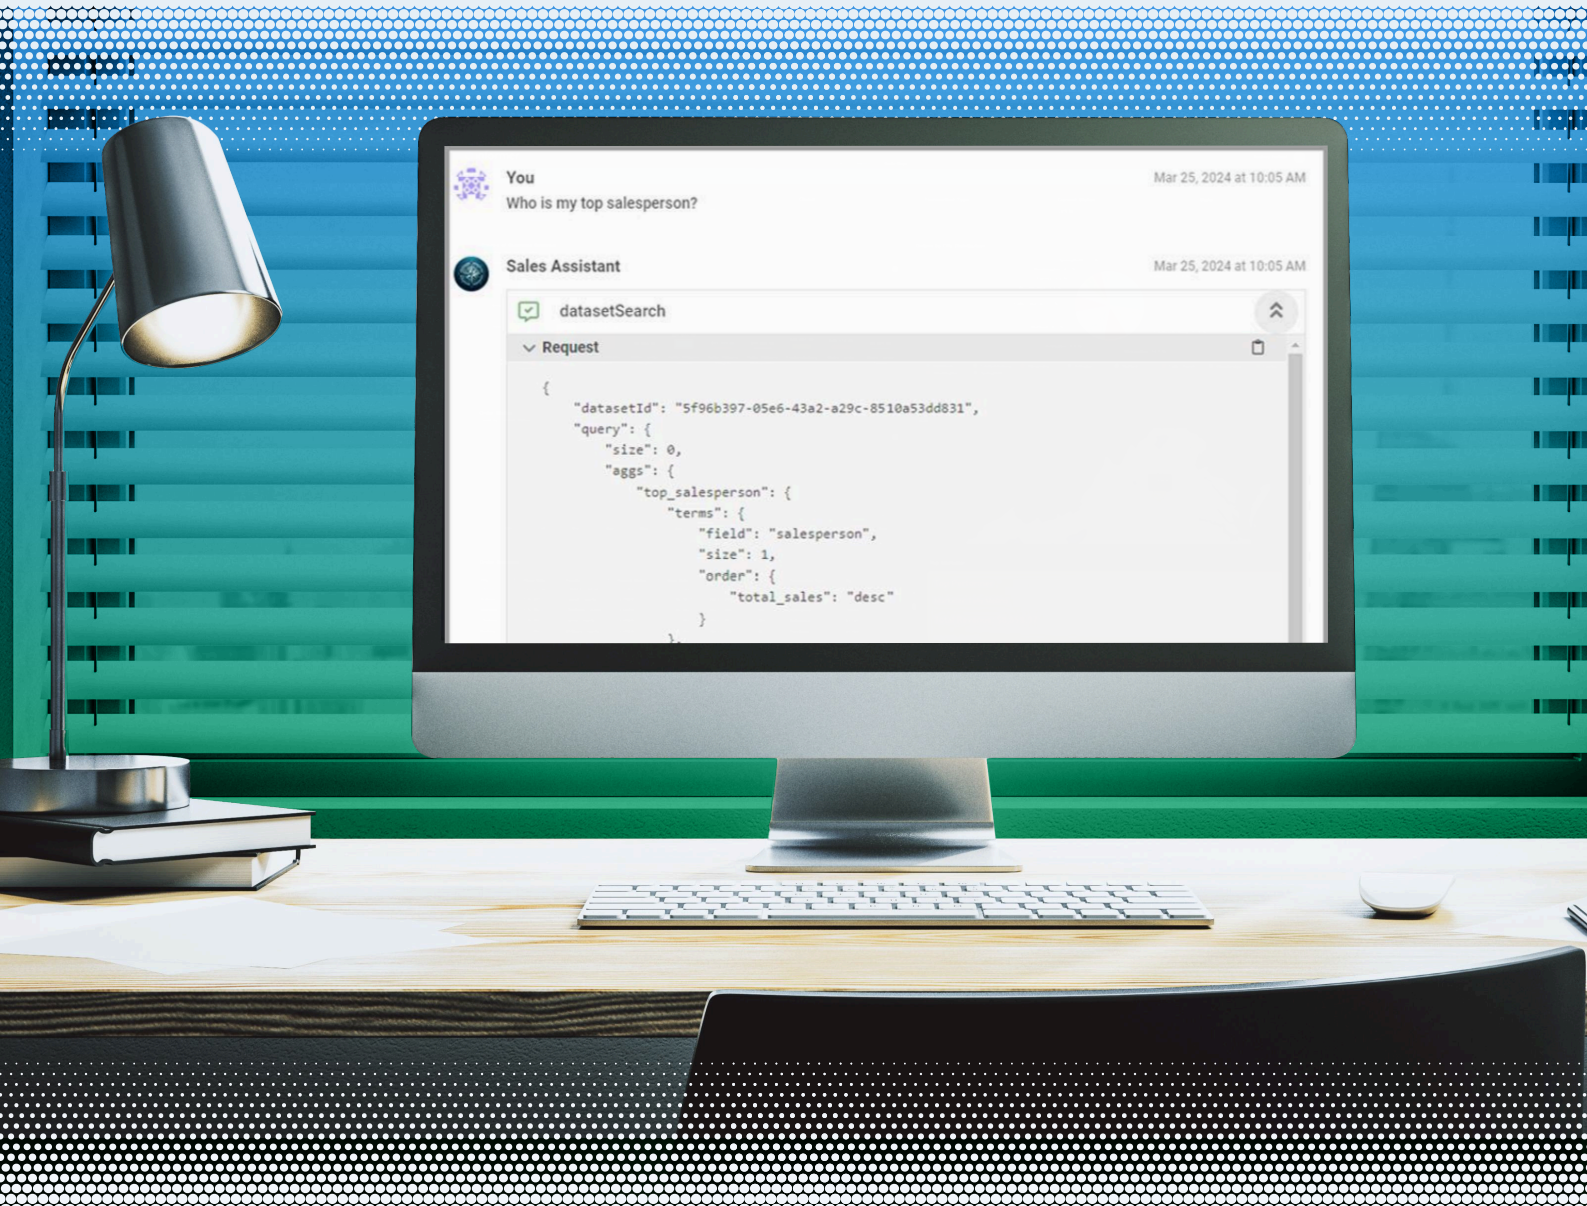 You
Mar 25, 2024 at 10:05 AM
Who is my top salesperson?
Sales Assistant
Mar 25, 2024 at 10:05 AM
datasetSearch
Request
{
"datasetId": "5f96b397-05e6-43a2-a29c-8510a53dd831",
"query": {
"size": 0,
"aggs": {
"top_salesperson": {
"terms": {
"field": "salesperson",
"size": 1,
"order": {
"total_sales": "desc"
}
},